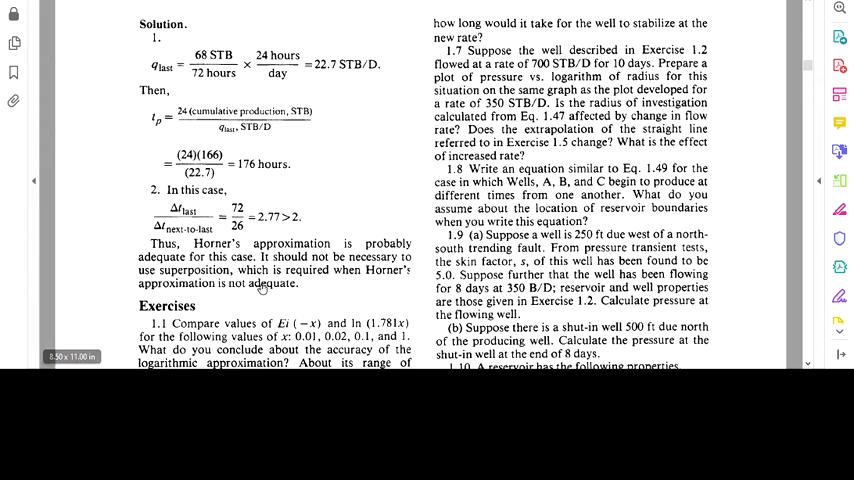 Solution.
1.
q_last = 68 STB / 72 hours × 24 hours / day = 22.7 STB/D.
Then,
t_p = 24 (cumulative production, STB) / q_last, STB/D
= (24)(166) / (22.7) = 176 hours.
2. In this case,
Δt_last / Δt_next-to-last = 72 / 26 = 2.77 > 2.
Thus, Horner's approximation is probably
adequate for this case. It should not be necessary to
use superposition, which is required when Horner's
approximation is not adequate.
Exercises
1.1 Compare values of Ei (−x) and ln (1.781x)
for the following values of x: 0.01, 0.02, 0.1, and 1.
What do you conclude about the accuracy of the
logarithmic approximation? About its range of
how long would it take for the well to stabilize at the
new rate?
1.7 Suppose the well described in Exercise 1.2
flowed at a rate of 700 STB/D for 10 days. Prepare a
plot of pressure vs. logarithm of radius for this
situation on the same graph as the plot developed for
a rate of 350 STB/D. Is the radius of investigation
calculated from Eq. 1.47 affected by change in flow
rate? Does the extrapolation of the straight line
referred to in Exercise 1.5 change? What is the effect
of increased rate?
1.8 Write an equation similar to Eq. 1.49 for the
case in which Wells, A, B, and C begin to produce at
different times from one another. What do you
assume about the location of reservoir boundaries
when you write this equation?
1.9 (a) Suppose a well is 250 ft due west of a north-
south trending fault. From pressure transient tests,
the skin factor, s, of this well has been found to be
5.0. Suppose further that the well has been flowing
for 8 days at 350 B/D; reservoir and well properties
are those given in Exercise 1.2. Calculate pressure at
the flowing well.
(b) Suppose there is a shut-in well 500 ft due north
of the producing well. Calculate the pressure at the
shut-in well at the end of 8 days.
1.10 A reservoir has the following properties.
8.50 x 11.00 in